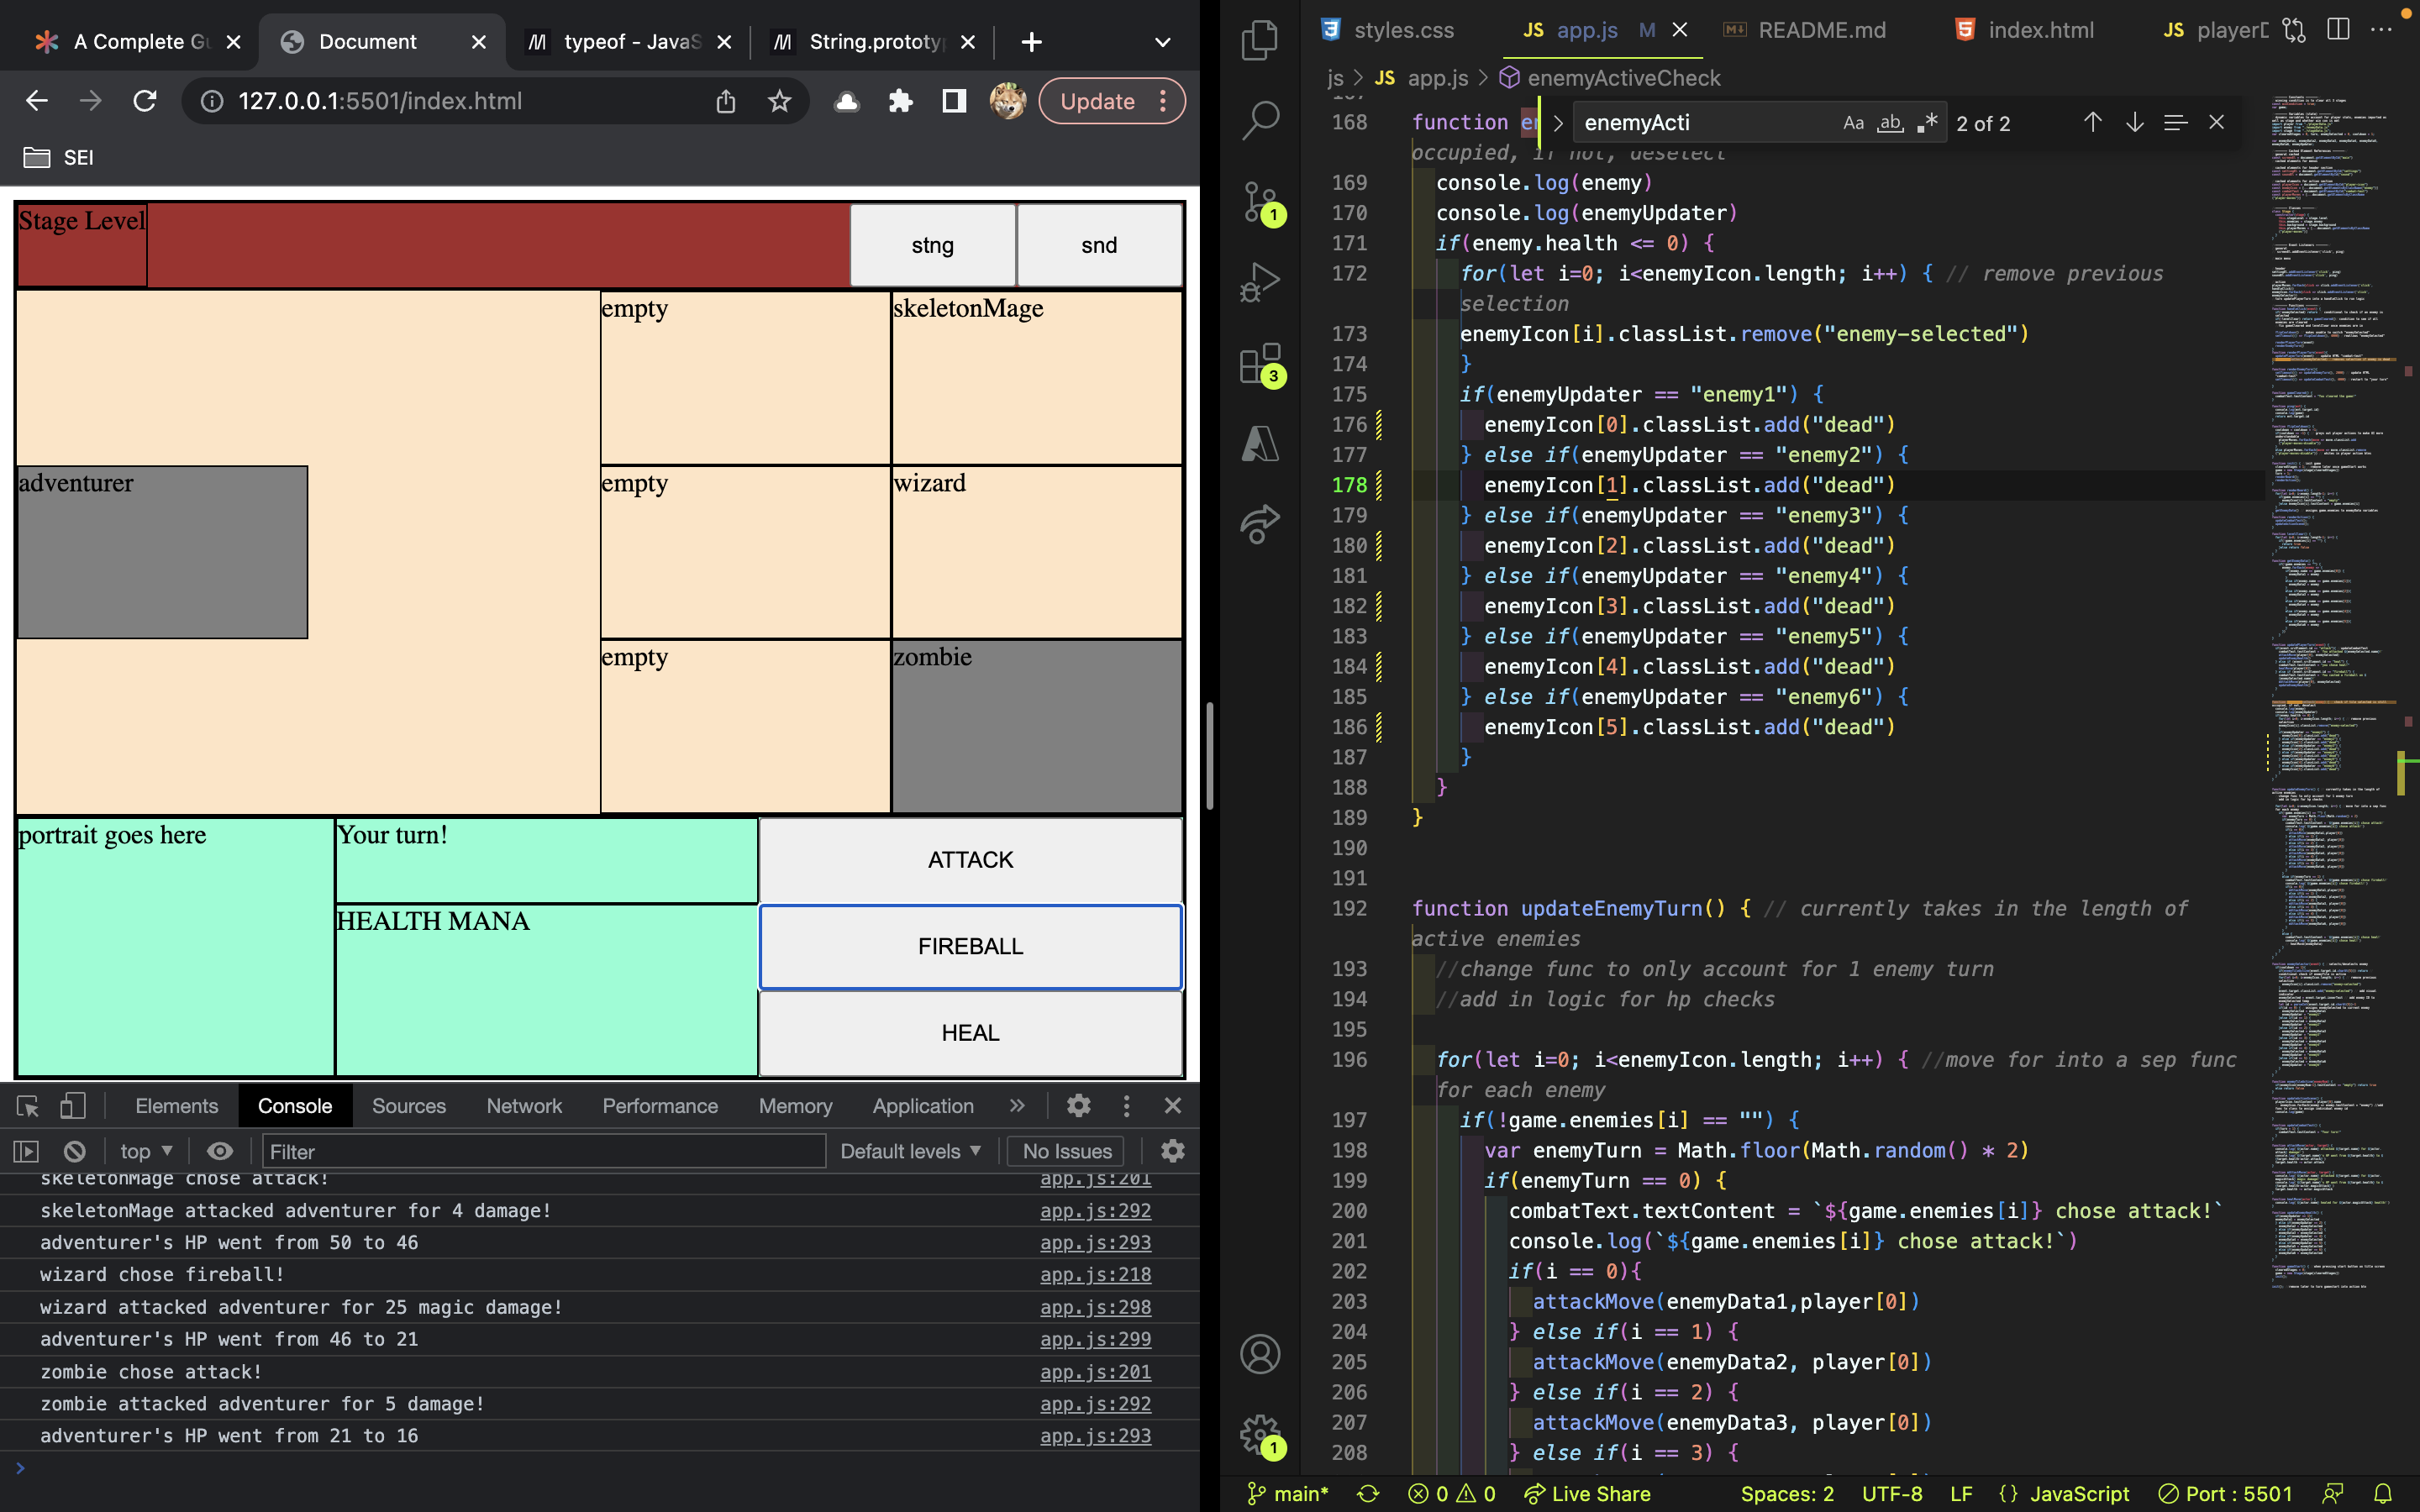 A Complete Gu
Document
typeof - JavaS
String.prototyp
127.0.0.1:5501/index.html
Update
SEI
Stage Level
stng
snd
empty
skeletonMage
adventurer
empty
wizard
empty
zombie
portrait goes here
Your turn!
HEALTH MANA
ATTACK
FIREBALL
HEAL
Elements
Console
Sources
Network
Performance
Memory
Application
top
Filter
Default levels
No Issues
skeletonMage chose attack! app.js:201
skeletonMage attacked adventurer for 4 damage! app.js:292
adventurer's HP went from 50 to 46 app.js:293
wizard chose fireball! app.js:218
wizard attacked adventurer for 25 magic damage! app.js:298
adventurer's HP went from 46 to 21 app.js:299
zombie chose attack! app.js:201
zombie attacked adventurer for 5 damage! app.js:292
adventurer's HP went from 21 to 16 app.js:293
styles.css
JS app.js M
README.md
index.html
JS playerD
js > JS app.js > enemyActiveCheck
enemyActi
Aa ab 2 of 2
1
3
1
168 function en
occupied, if not, deselect
169 console.log(enemy)
170 console.log(enemyUpdater)
171 if(enemy.health <= 0) {
172 for(let i=0; i<enemyIcon.length; i++) { // remove previous
selection
173 enemyIcon[i].classList.remove("enemy-selected")
174 }
175 if(enemyUpdater == "enemy1") {
176 enemyIcon[0].classList.add("dead")
177 } else if(enemyUpdater == "enemy2") {
178 enemyIcon[1].classList.add("dead")
179 } else if(enemyUpdater == "enemy3") {
180 enemyIcon[2].classList.add("dead")
181 } else if(enemyUpdater == "enemy4") {
182 enemyIcon[3].classList.add("dead")
183 } else if(enemyUpdater == "enemy5") {
184 enemyIcon[4].classList.add("dead")
185 } else if(enemyUpdater == "enemy6") {
186 enemyIcon[5].classList.add("dead")
187 }
188 }
189 }
190
191
192 function updateEnemyTurn() { // currently takes in the length of
active enemies
193 //change func to only account for 1 enemy turn
194 //add in logic for hp checks
195
196 for(let i=0; i<enemyIcon.length; i++) { //move for into a sep func
for each enemy
197 if(!game.enemies[i] == "") {
198 var enemyTurn = Math.floor(Math.random() * 2)
199 if(enemyTurn == 0) {
200 combatText.textContent = `${game.enemies[i]} chose attack!`
201 console.log(`${game.enemies[i]} chose attack!`)
202 if(i == 0){
203 attackMove(enemyData1,player[0])
204 } else if(i == 1) {
205 attackMove(enemyData2, player[0])
206 } else if(i == 2) {
207 attackMove(enemyData3, player[0])
208 } else if(i == 3) {
main*
0 0
Live Share
Spaces: 2
UTF-8
LF
{} JavaScript
Port : 5501